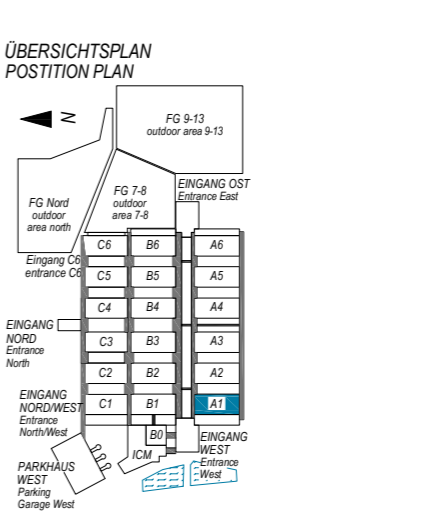 ÜBERSICHTSPLAN
POSTITION PLAN
N
FG 9-13
outdoor area 9-13
FG Nord
outdoor
area north
FG 7-8
outdoor
area 7-8
EINGANG OST
Entrance East
Eingang C6
entrance C6
C6 B6 A6
C5 B5 A5
C4 B4 A4
EINGANG
NORD
Entrance
North
C3 B3 A3
C2 B2 A2
EINGANG
NORD/WEST
Entrance
North/West
C1 B1 A1
B0
ICM
EINGANG
WEST
Entrance
West
PARKHAUS
WEST
Parking
Garage West